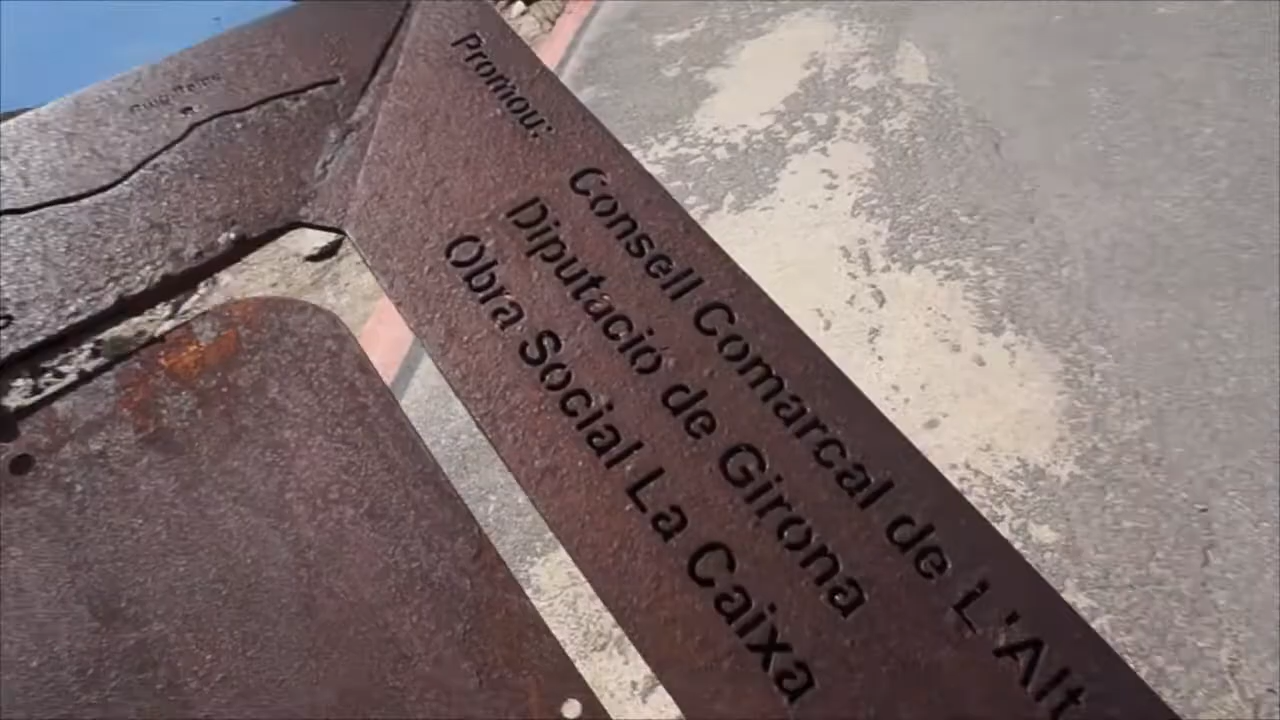 Promou:
Consell Comarcal de L'Alt
Diputació de Girona
Obra Social La Caixa